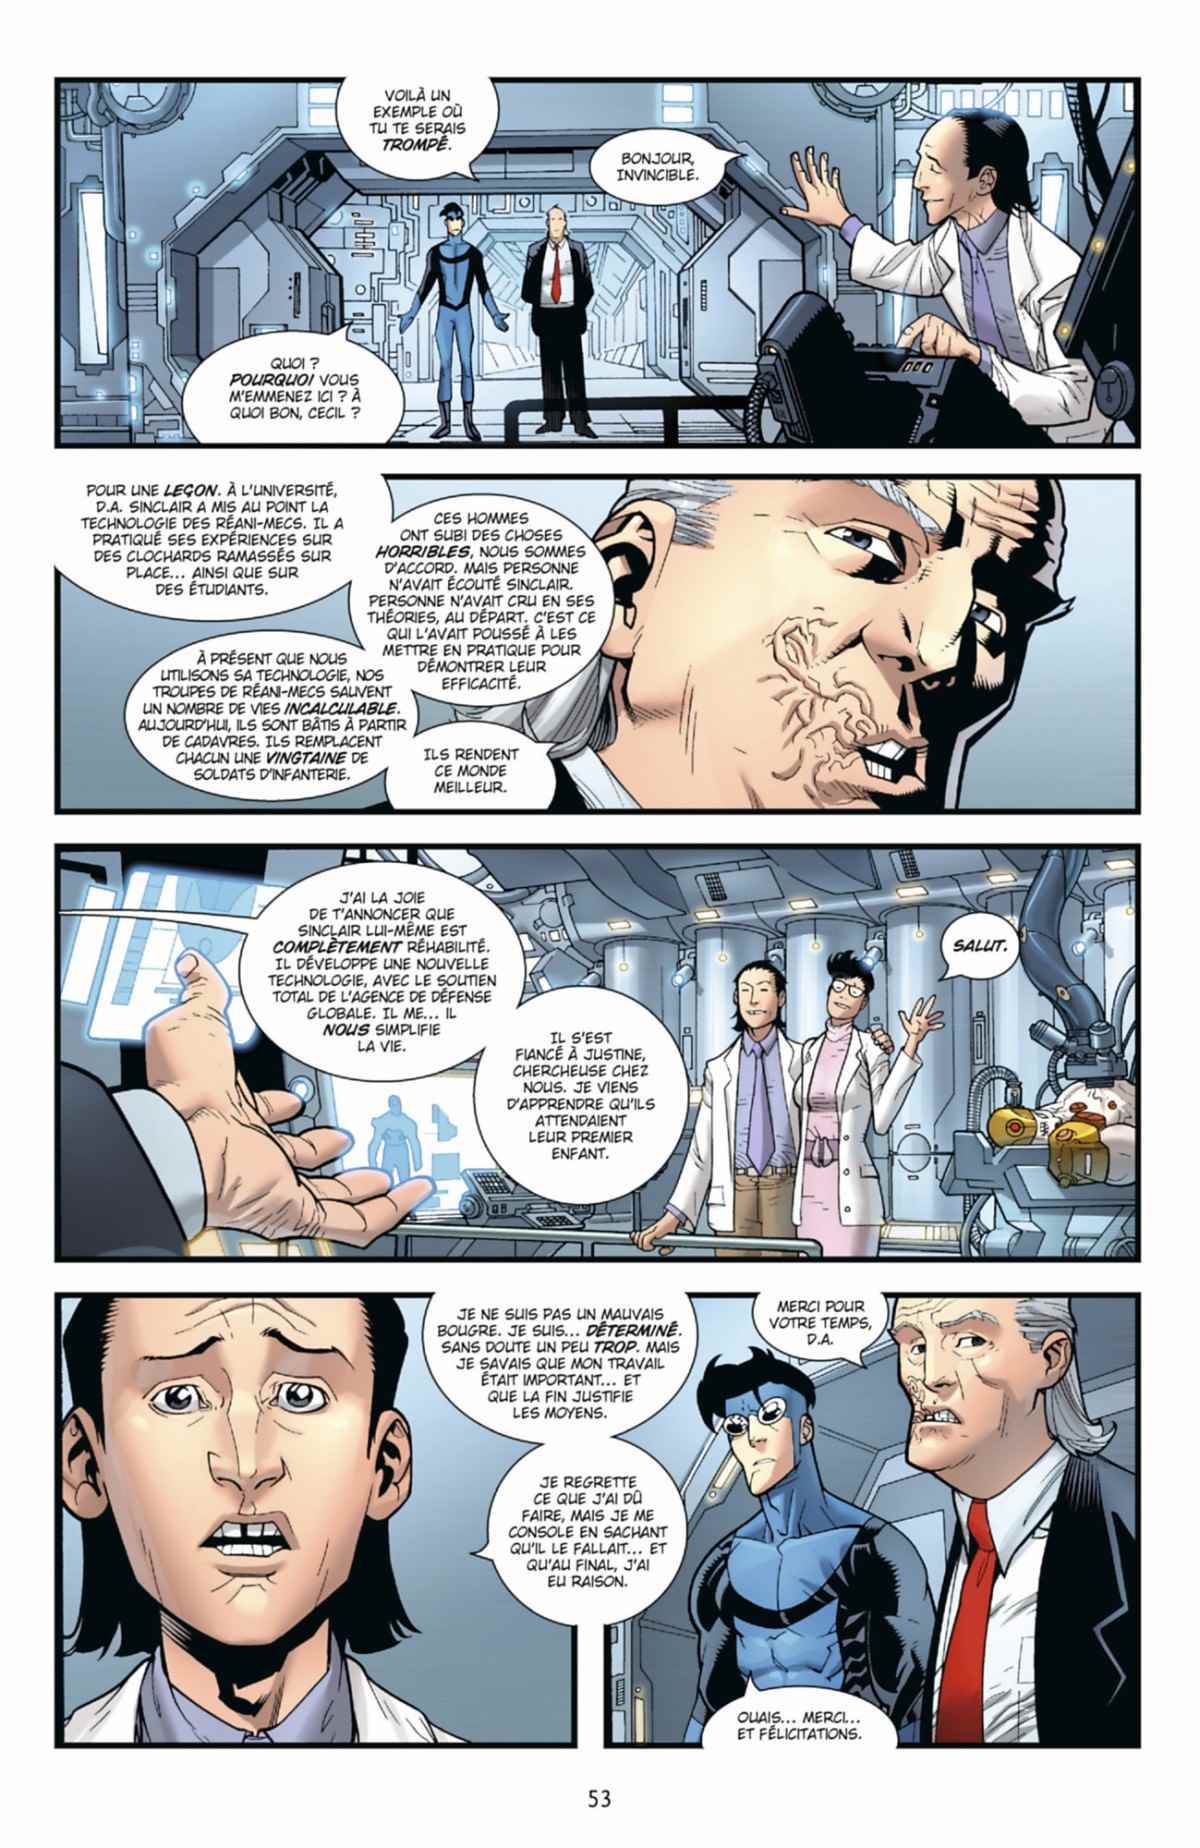 VOILÀ UN
EXEMPLE OÙ
TU TE SERAIS
TROMPÉ.
BONJOUR,
INVINCIBLE.
QUOI ?
POURQUOI VOUS
M'EMMENEZ ICI ? À
QUOI BON, CECIL ?
POUR UNE LEÇON. À L'UNIVERSITÉ,
D.A. SINCLAIR A MIS AU POINT LA
TECHNOLOGIE DES RÉANI-MECS. IL A
PRATIQUÉ SES EXPÉRIENCES SUR
DES CLOCHARDS RAMASSÉS SUR
PLACE... AINSI QUE SUR
DES ÉTUDIANTS.
CES HOMMES
ONT SUBI DES CHOSES
HORRIBLES, NOUS SOMMES
D'ACCORD. MAIS PERSONNE
N'AVAIT ÉCOUTÉ SINCLAIR.
PERSONNE N'AVAIT CRU EN SES
THÉORIES, AU DÉPART. C'EST CE
QUI L'AVAIT POUSSÉ À LES
METTRE EN PRATIQUE POUR
DÉMONTRER LEUR
EFFICACITÉ.
À PRÉSENT QUE NOUS
UTILISONS SA TECHNOLOGIE, NOS
TROUPES DE RÉANI-MECS SAUVENT
UN NOMBRE DE VIES INCALCULABLE.
AUJOURD'HUI, ILS SONT BÂTIS À PARTIR
DE CADAVRES. ILS REMPLACENT
CHACUN UNE VINGTAINE DE
SOLDATS D'INFANTERIE.
ILS RENDENT
CE MONDE
MEILLEUR.
J'AI LA JOIE
DE T'ANNONCER QUE
SINCLAIR LUI-MÊME EST
COMPLÈTEMENT RÉHABILITÉ.
IL DÉVELOPPE UNE NOUVELLE
TECHNOLOGIE, AVEC LE SOUTIEN
TOTAL DE L'AGENCE DE DÉFENSE
GLOBALE. IL ME... IL
NOUS SIMPLIFIE
LA VIE.
IL S'EST
FIANCÉ À JUSTINE,
CHERCHEUSE CHEZ
NOUS. JE VIENS
D'APPRENDRE QU'ILS
ATTENDAIENT
LEUR PREMIER
ENFANT.
SALUT.
JE NE SUIS PAS UN MAUVAIS
BOUGRE. JE SUIS... DÉTERMINÉ.
SANS DOUTE UN PEU TROP. MAIS
JE SAVAIS QUE MON TRAVAIL
ÉTAIT IMPORTANT... ET
QUE LA FIN JUSTIFIE
LES MOYENS.
JE REGRETTE
CE QUE J'AI DÛ
FAIRE, MAIS JE ME
CONSOLE EN SACHANT
QU'IL LE FALLAIT... ET
QU'AU FINAL, J'AI
EU RAISON.
MERCI POUR
VOTRE TEMPS,
D.A.
OUAIS... MERCI...
ET FÉLICITATIONS.
53